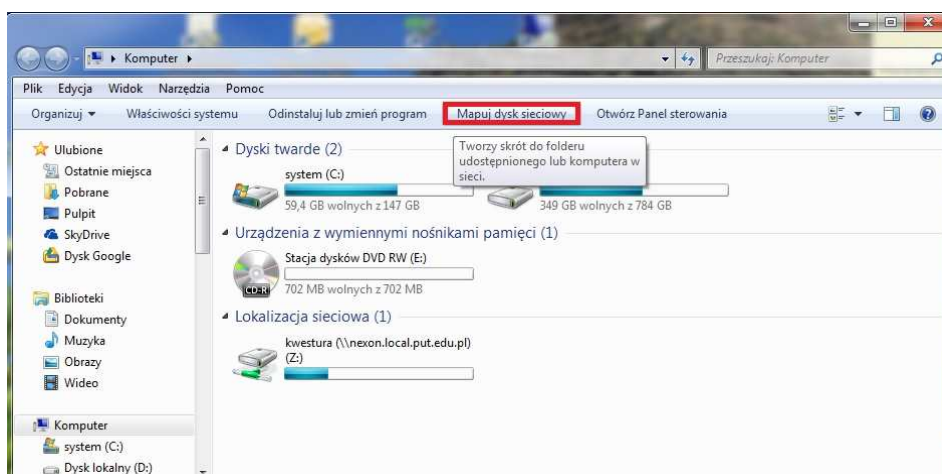 Komputer
Przeszukaj: Komputer
Plik Edycja Widok Narzędzia Pomoc
Organizuj Właściwości systemu Odinstaluj lub zmień program Mapuj dysk sieciowy Otwórz Panel sterowania
Tworzy skrót do folderu
udostępnionego lub komputera w
sieci.
Ulubione
Ostatnie miejsca
Pobrane
Pulpit
SkyDrive
Dysk Google
Biblioteki
Dokumenty
Muzyka
Obrazy
Wideo
Komputer
system (C:)
Dysk lokalny (D:)
Dyski twarde (2)
system (C:)
59,4 GB wolnych z 147 GB
349 GB wolnych z 784 GB
Urządzenia z wymiennymi nośnikami pamięci (1)
Stacja dysków DVD RW (E:)
CD-R
702 MB wolnych z 702 MB
Lokalizacja sieciowa (1)
kwestura (\\nexon.local.put.edu.pl)
(Z:)